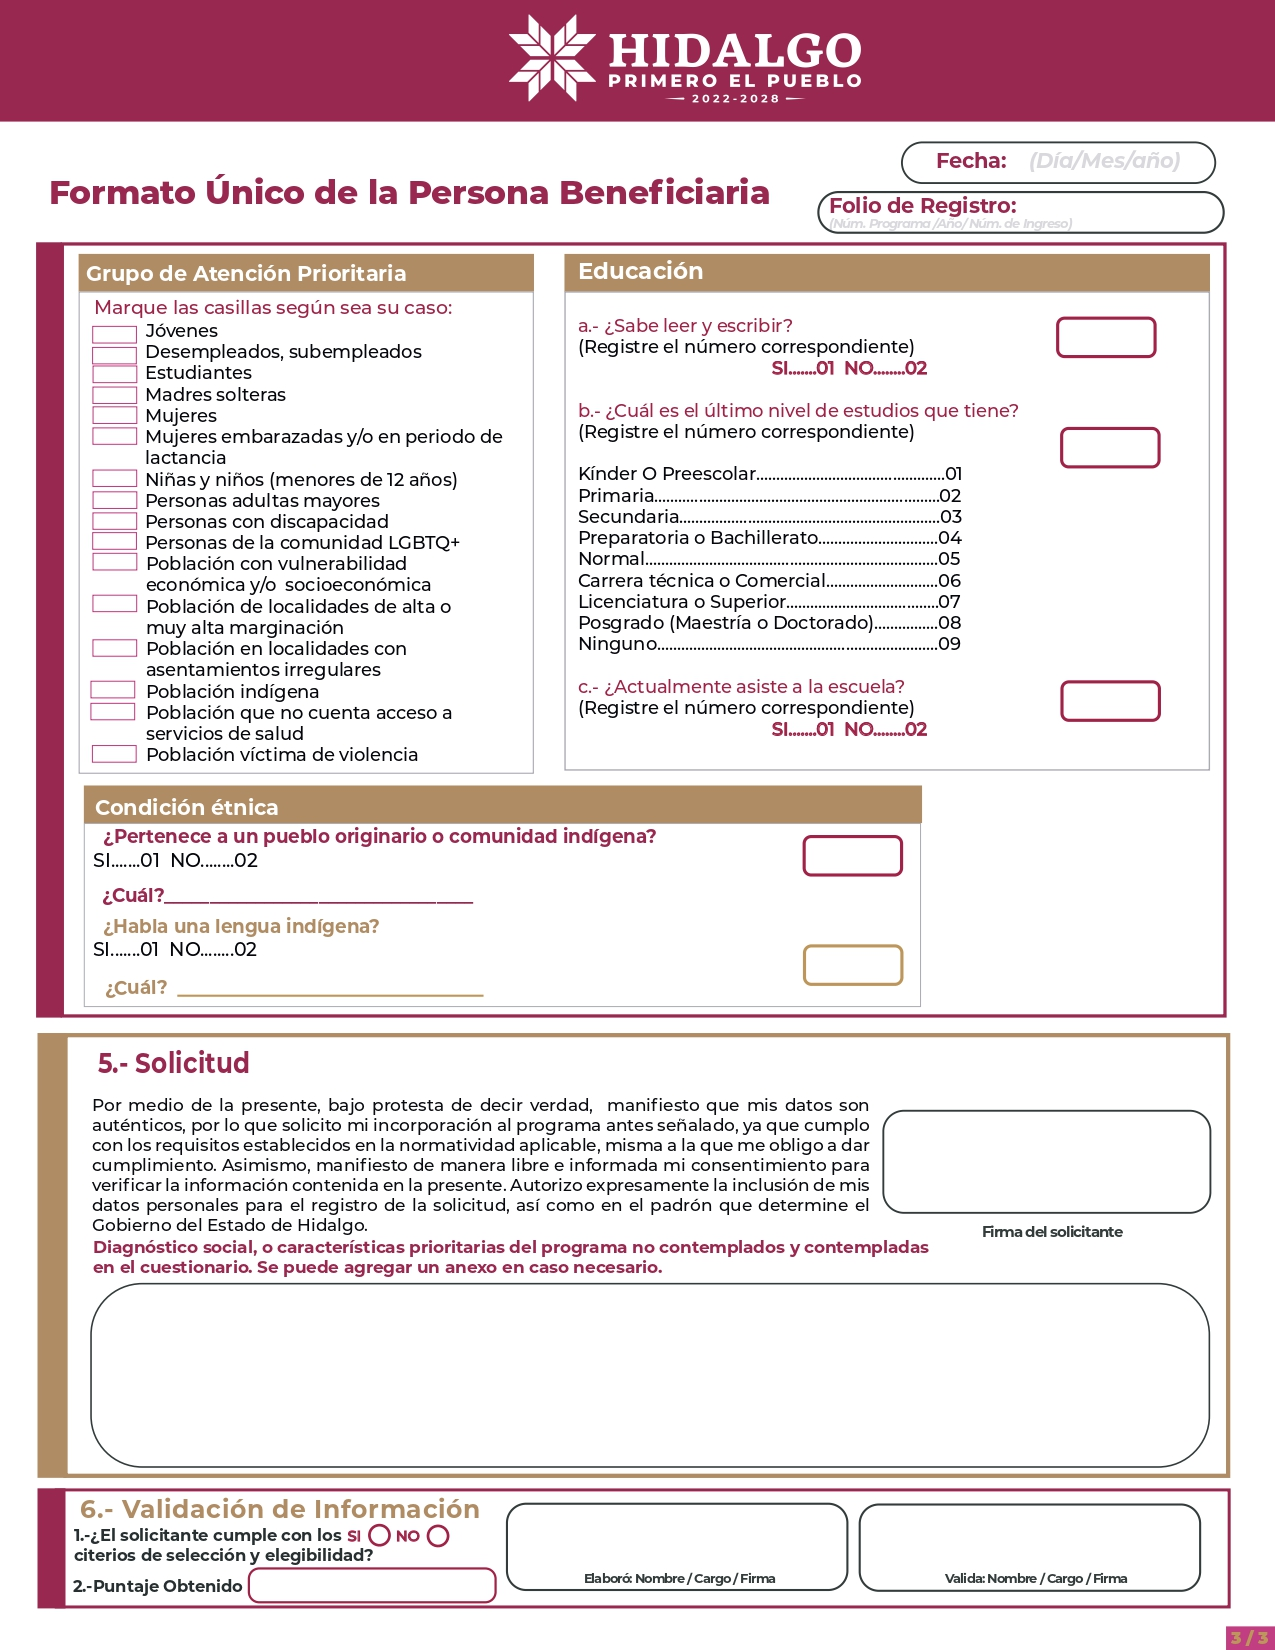 HIDALGO
PRIMERO EL PUEBLO
2022-2028
Fecha: (Día/Mes/año)
Formato Único de la Persona Beneficiaria
Folio de Registro:
(Núm. Programa /Año/ Núm. de Ingreso)
Grupo de Atención Prioritaria
Marque las casillas según sea su caso:
Jóvenes
Desempleados, subempleados
Estudiantes
Madres solteras
Mujeres
Mujeres embarazadas y/o en periodo de
lactancia
Niñas y niños (menores de 12 años)
Personas adultas mayores
Personas con discapacidad
Personas de la comunidad LGBTQ+
Población con vulnerabilidad
económica y/o socioeconómica
Población de localidades de alta o
muy alta marginación
Población en localidades con
asentamientos irregulares
Población indígena
Población que no cuenta acceso a
servicios de salud
Población víctima de violencia
Educación
a.- ¿Sabe leer y escribir?
(Registre el número correspondiente)
SI.......01 NO........02
b.- ¿Cuál es el último nivel de estudios que tiene?
(Registre el número correspondiente)
Kínder O Preescolar...............................................01
Primaria.......................................................................02
Secundaria.................................................................03
Preparatoria o Bachillerato..............................04
Normal.........................................................................05
Carrera técnica o Comercial............................06
Licenciatura o Superior......................................07
Posgrado (Maestría o Doctorado)................08
Ninguno......................................................................09
c.- ¿Actualmente asiste a la escuela?
(Registre el número correspondiente)
SI.......01 NO........02
Condición étnica
¿Pertenece a un pueblo originario o comunidad indígena?
SI.......01 NO........02
¿Cuál?__________________________________
¿Habla una lengua indígena?
SI.......01 NO........02
¿Cuál? __________________________________
5.- Solicitud
Por medio de la presente, bajo protesta de decir verdad, manifiesto que mis datos son
auténticos, por lo que solicito mi incorporación al programa antes señalado, ya que cumplo
con los requisitos establecidos en la normatividad aplicable, misma a la que me obligo a dar
cumplimiento. Asimismo, manifiesto de manera libre e informada mi consentimiento para
verificar la información contenida en la presente. Autorizo expresamente la inclusión de mis
datos personales para el registro de la solicitud, así como en el padrón que determine el
Gobierno del Estado de Hidalgo.
Firma del solicitante
Diagnóstico social, o características prioritarias del programa no contemplados y contempladas
en el cuestionario. Se puede agregar un anexo en caso necesario.
6.- Validación de Información
1.-¿El solicitante cumple con los SI NO
citerios de selección y elegibilidad?
2.-Puntaje Obtenido
Elaboró: Nombre / Cargo / Firma
Valida: Nombre / Cargo / Firma
3 / 3